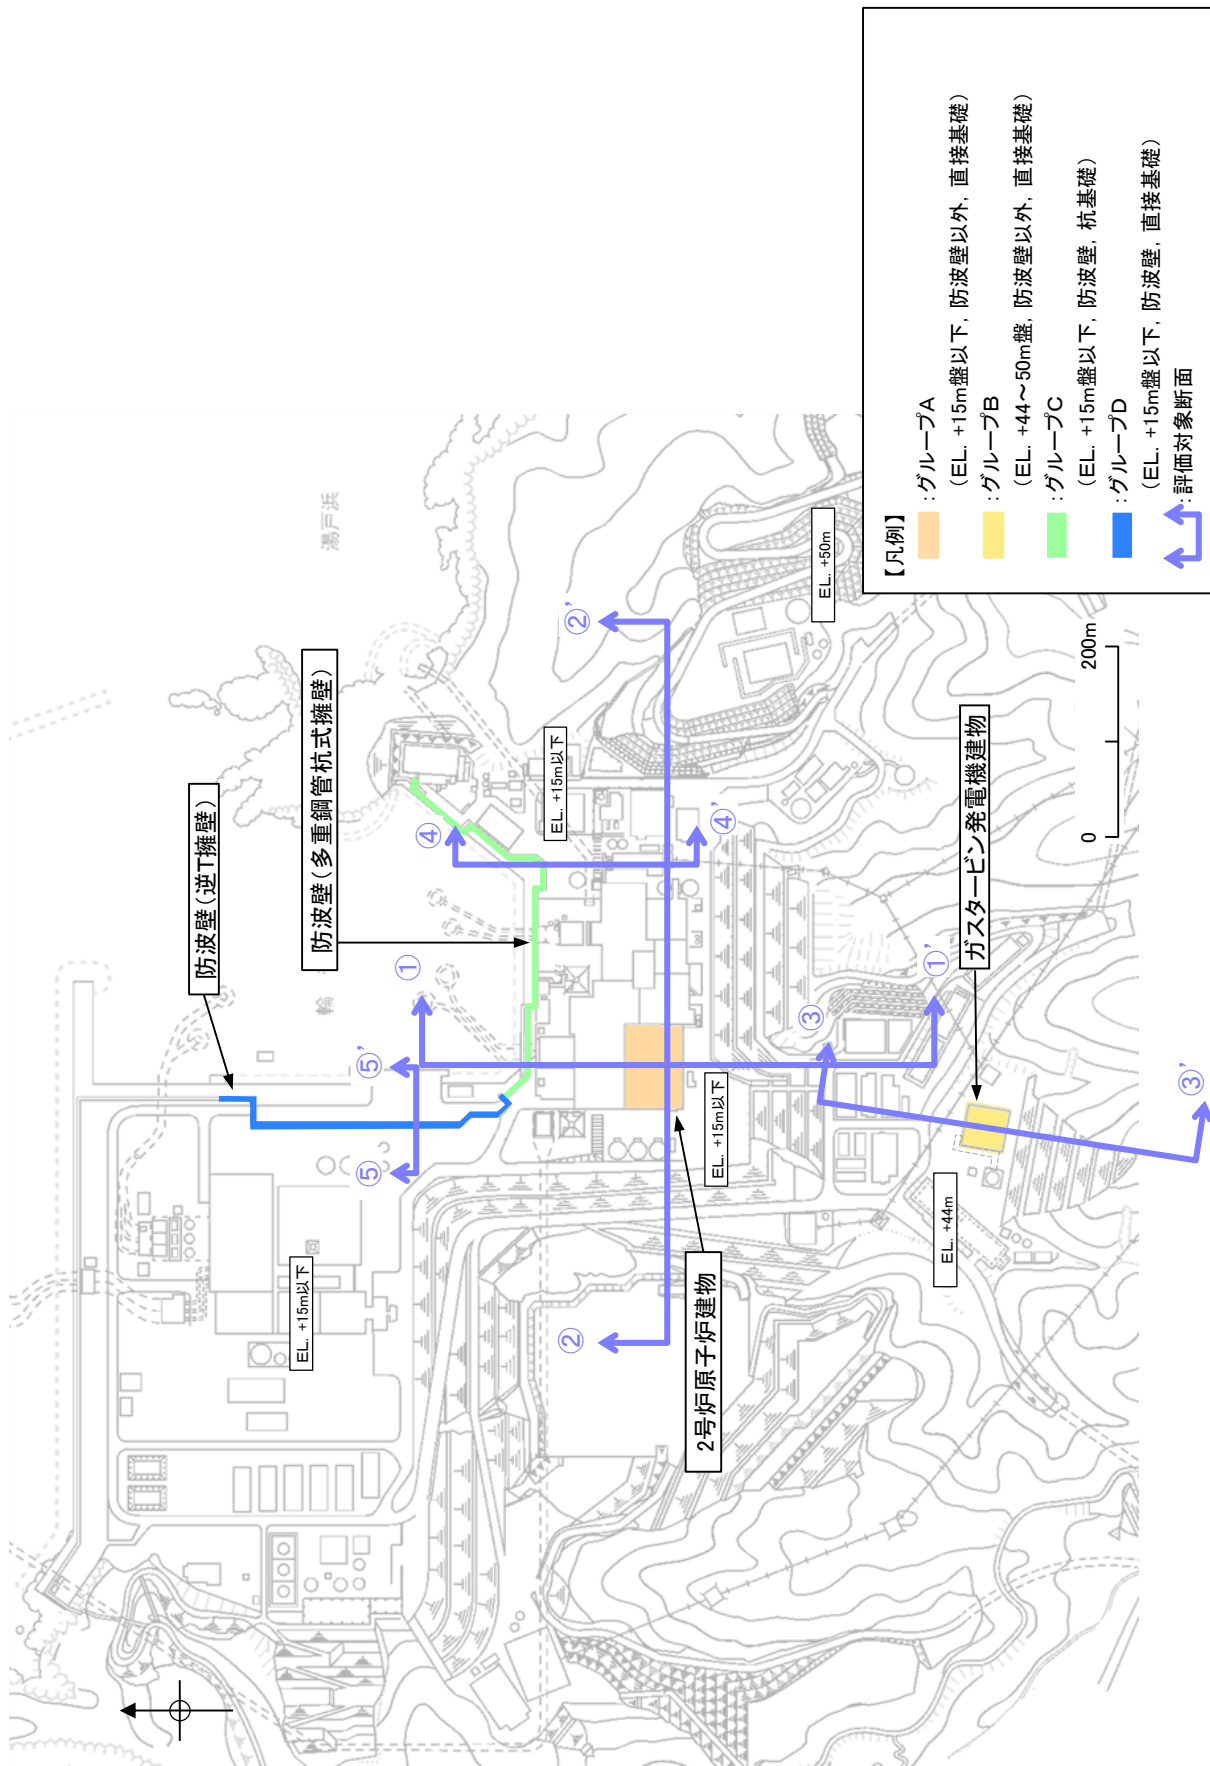 防波壁(逆T擁壁)
防波壁(多重鋼管杭式擁壁)
湯戸浜
輪
①
⑤'
⑤
④
②'
EL. +15m以下
EL. +15m以下
④'
EL. +50m
②
2号炉原子炉建物
EL. +15m以下
③
①'
EL. +44m
ガスタービン発電機建物
③'
0
200m
【凡例】
:グループA
(EL. +15m盤以下, 防波壁以外, 直接基礎)
:グループB
(EL. +44~50m盤, 防波壁以外, 直接基礎)
:グループC
(EL. +15m盤以下, 防波壁, 杭基礎)
:グループD
(EL. +15m盤以下, 防波壁, 直接基礎)
:評価対象断面